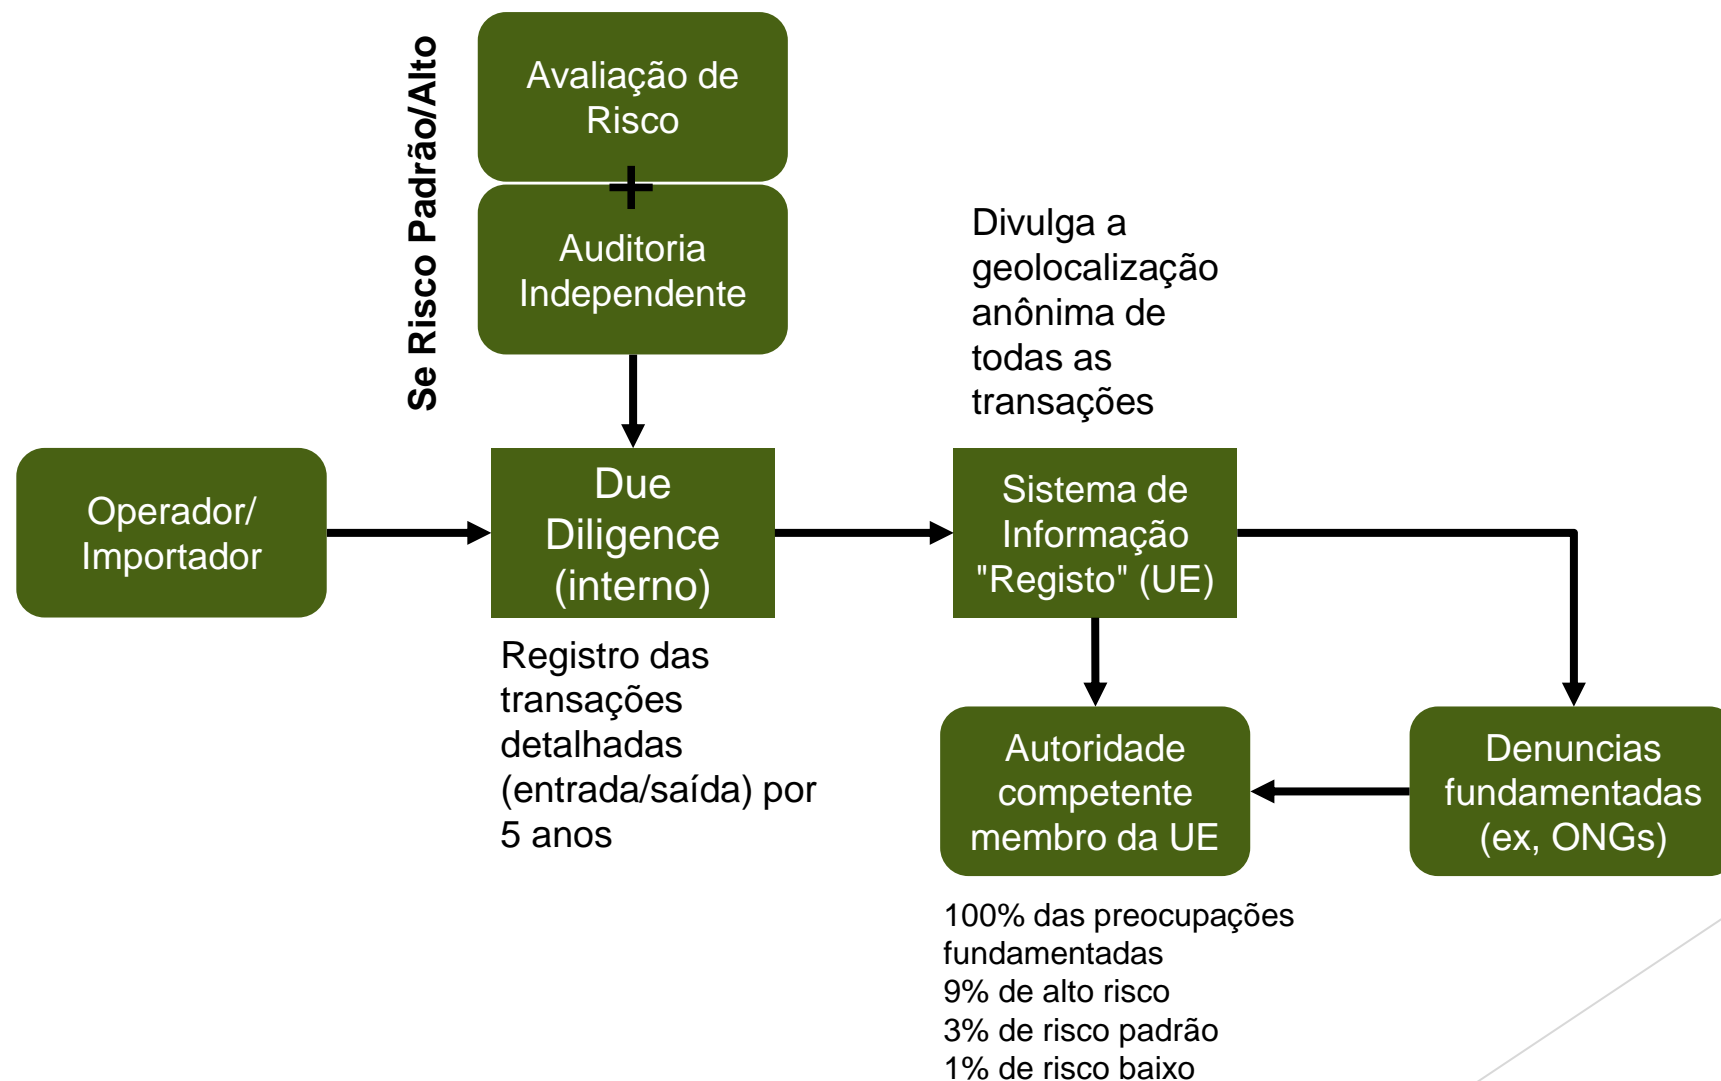 Se Risco Padrão/Alto
Avaliação de
Risco
+
Auditoria
Independente
Divulga a
geolocalização
anônima de
todas as
transações
Operador/
Importador
Due
Diligence
(interno)
Sistema de
Informação
"Registo" (UE)
Registro das
transações
detalhadas
(entrada/saída) por
5 anos
Autoridade
competente
membro da UE
Denuncias
fundamentadas
(ex, ONGs)
100% das preocupações
fundamentadas
9% de alto risco
3% de risco padrão
1% de risco baixo